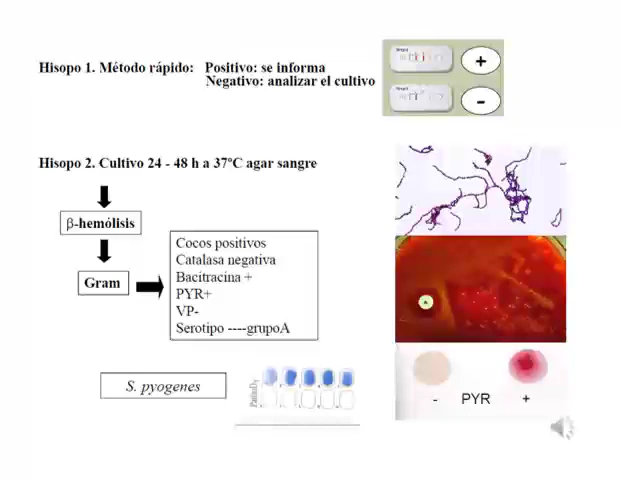 Hisopo 1. Método rápido: Positivo: se informa
Negativo: analizar el cultivo
+
-
Hisopo 2. Cultivo 24 - 48 h a 37ºC agar sangre
β-hemólisis
Gram
Cocos positivos
Catalasa negativa
Bacitracina +
PYR+
VP-
Serotipo ----grupoA
S. pyogenes
- PYR +